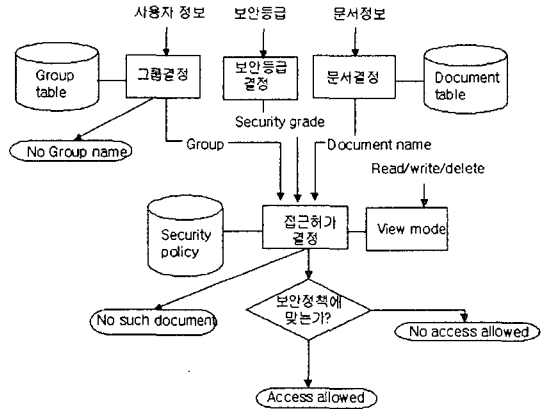 사용자 정보
보안등급
문서정보
Group
table
그룹결정
보안등급
결정
문서결정
Document
table
Security grade
No Group name
Group
Document name
Read/write/delete
Security
policy
접근허가
결정
View mode
보안정책에
맞는가?
No such document
No access allowed
Access allowed